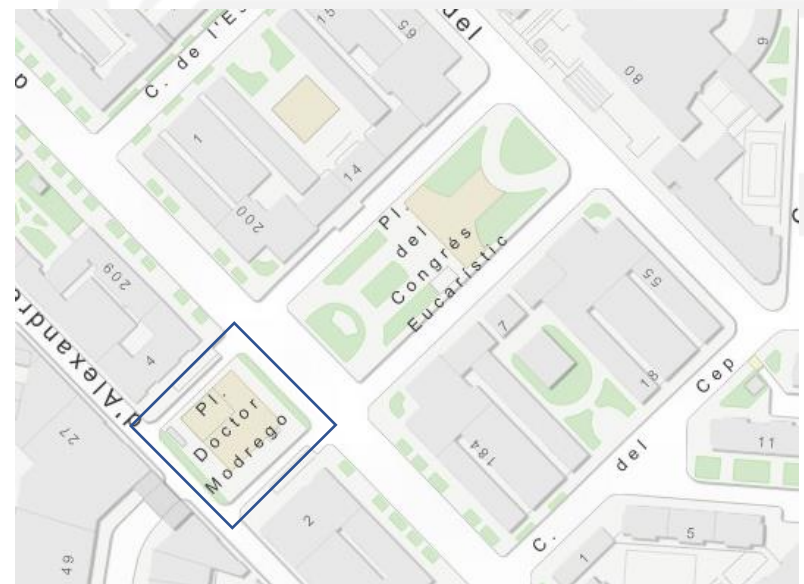 C. de l'Es
15
65
del
80
9
1
14
200
Pl.
del
Congrés
Eucarístic
209
4
d'Alexandre
27
Pl.
Doctor
Modrego
7
55
18
184
C. del Cep
11
2
1
5
49